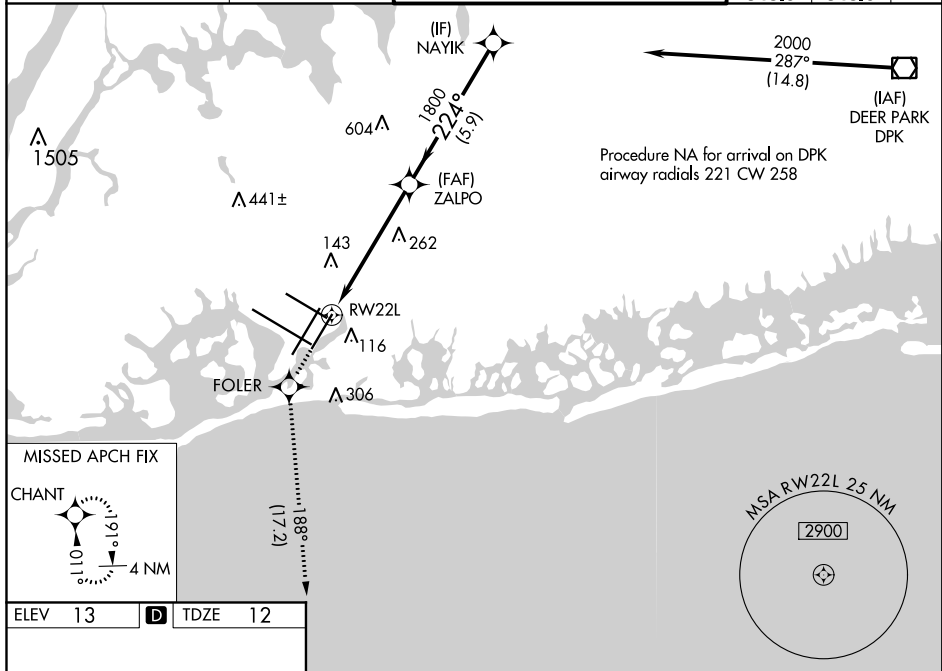 (IF)
NAYIK
2000
287°
(14.8)
(IAF)
DEER PARK
DPK
1800
224°
(5.9)
604
1505
Procedure NA for arrival on DPK
airway radials 221 CW 258
(FAF)
ZALPO
441±
262
143
RW22L
116
FOLER
306
MISSED APCH FIX
CHANT
191°
011°
4 NM
188°
(17.2)
MSA RW22L 25 NM
2900
ELEV 13 D TDZE 12